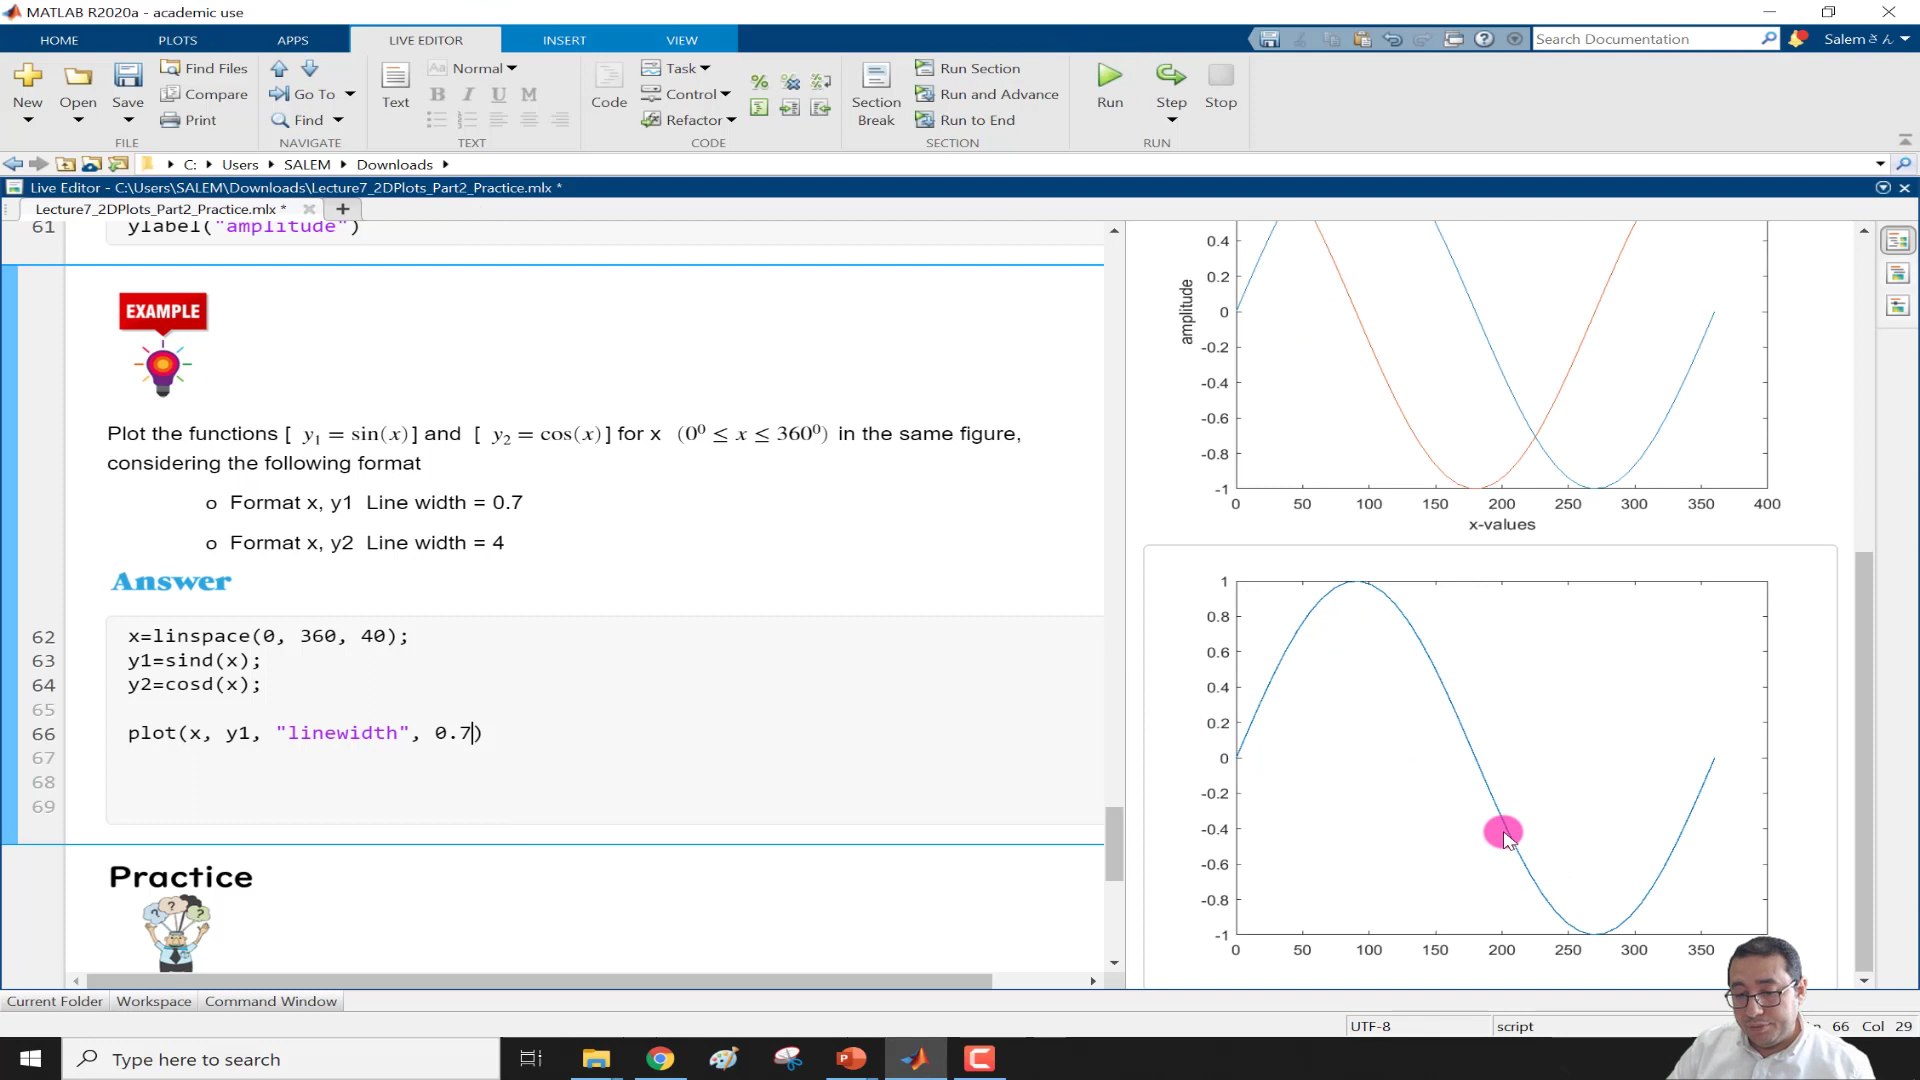 MATLAB R2020a - academic use
HOME PLOTS APPS LIVE EDITOR INSERT VIEW
Search Documentation
Salemさん
New Open Save
Find Files
Compare
Print
FILE
Go To
Find
NAVIGATE
Text
Aa Normal
B I U M
TEXT
Code
Task
Control
Refactor
CODE
Section Break
Run Section
Run and Advance
Run to End
SECTION
Run Step Stop
RUN
C: Users SALEM Downloads
Live Editor - C:\Users\SALEM\Downloads\Lecture7_2DPlots_Part2_Practice.mlx *
Lecture7_2DPlots_Part2_Practice.mlx *
61 ylabel("amplitude")
EXAMPLE
Plot the functions [ y1 = sin(x) ] and [ y2 = cos(x) ] for x (0⁰ ≤ x ≤ 360⁰) in the same figure,
considering the following format
o Format x, y1 Line width = 0.7
o Format x, y2 Line width = 4
Answer
62 x=linspace(0, 360, 40);
63 y1=sind(x);
64 y2=cosd(x);
65
66 plot(x, y1, "linewidth", 0.7)
67
68
69
Practice
? ? ?
amplitude
0.4
0.2
0
-0.2
-0.4
-0.6
-0.8
-1
0 50 100 150 200 250 300 350 400
x-values
1
0.8
0.6
0.4
0.2
0
-0.2
-0.4
-0.6
-0.8
-1
0 50 100 150 200 250 300 350
Current Folder Workspace Command Window
UTF-8 script 66 Col 29
Type here to search